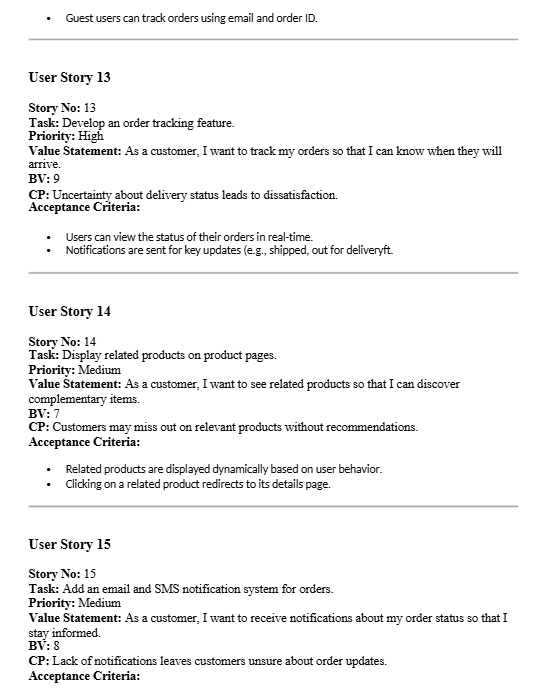 • Guest users can track orders using email and order ID.
User Story 13
Story No: 13
Task: Develop an order tracking feature.
Priority: High
Value Statement: As a customer, I want to track my orders so that I can know when they will
arrive.
BV: 9
CP: Uncertainty about delivery status leads to dissatisfaction.
Acceptance Criteria:
• Users can view the status of their orders in real-time.
• Notifications are sent for key updates (e.g., shipped, out for deliveryft.
User Story 14
Story No: 14
Task: Display related products on product pages.
Priority: Medium
Value Statement: As a customer, I want to see related products so that I can discover
complementary items.
BV: 7
CP: Customers may miss out on relevant products without recommendations.
Acceptance Criteria:
• Related products are displayed dynamically based on user behavior.
• Clicking on a related product redirects to its details page.
User Story 15
Story No: 15
Task: Add an email and SMS notification system for orders.
Priority: Medium
Value Statement: As a customer, I want to receive notifications about my order status so that I
stay informed.
BV: 8
CP: Lack of notifications leaves customers unsure about order updates.
Acceptance Criteria: